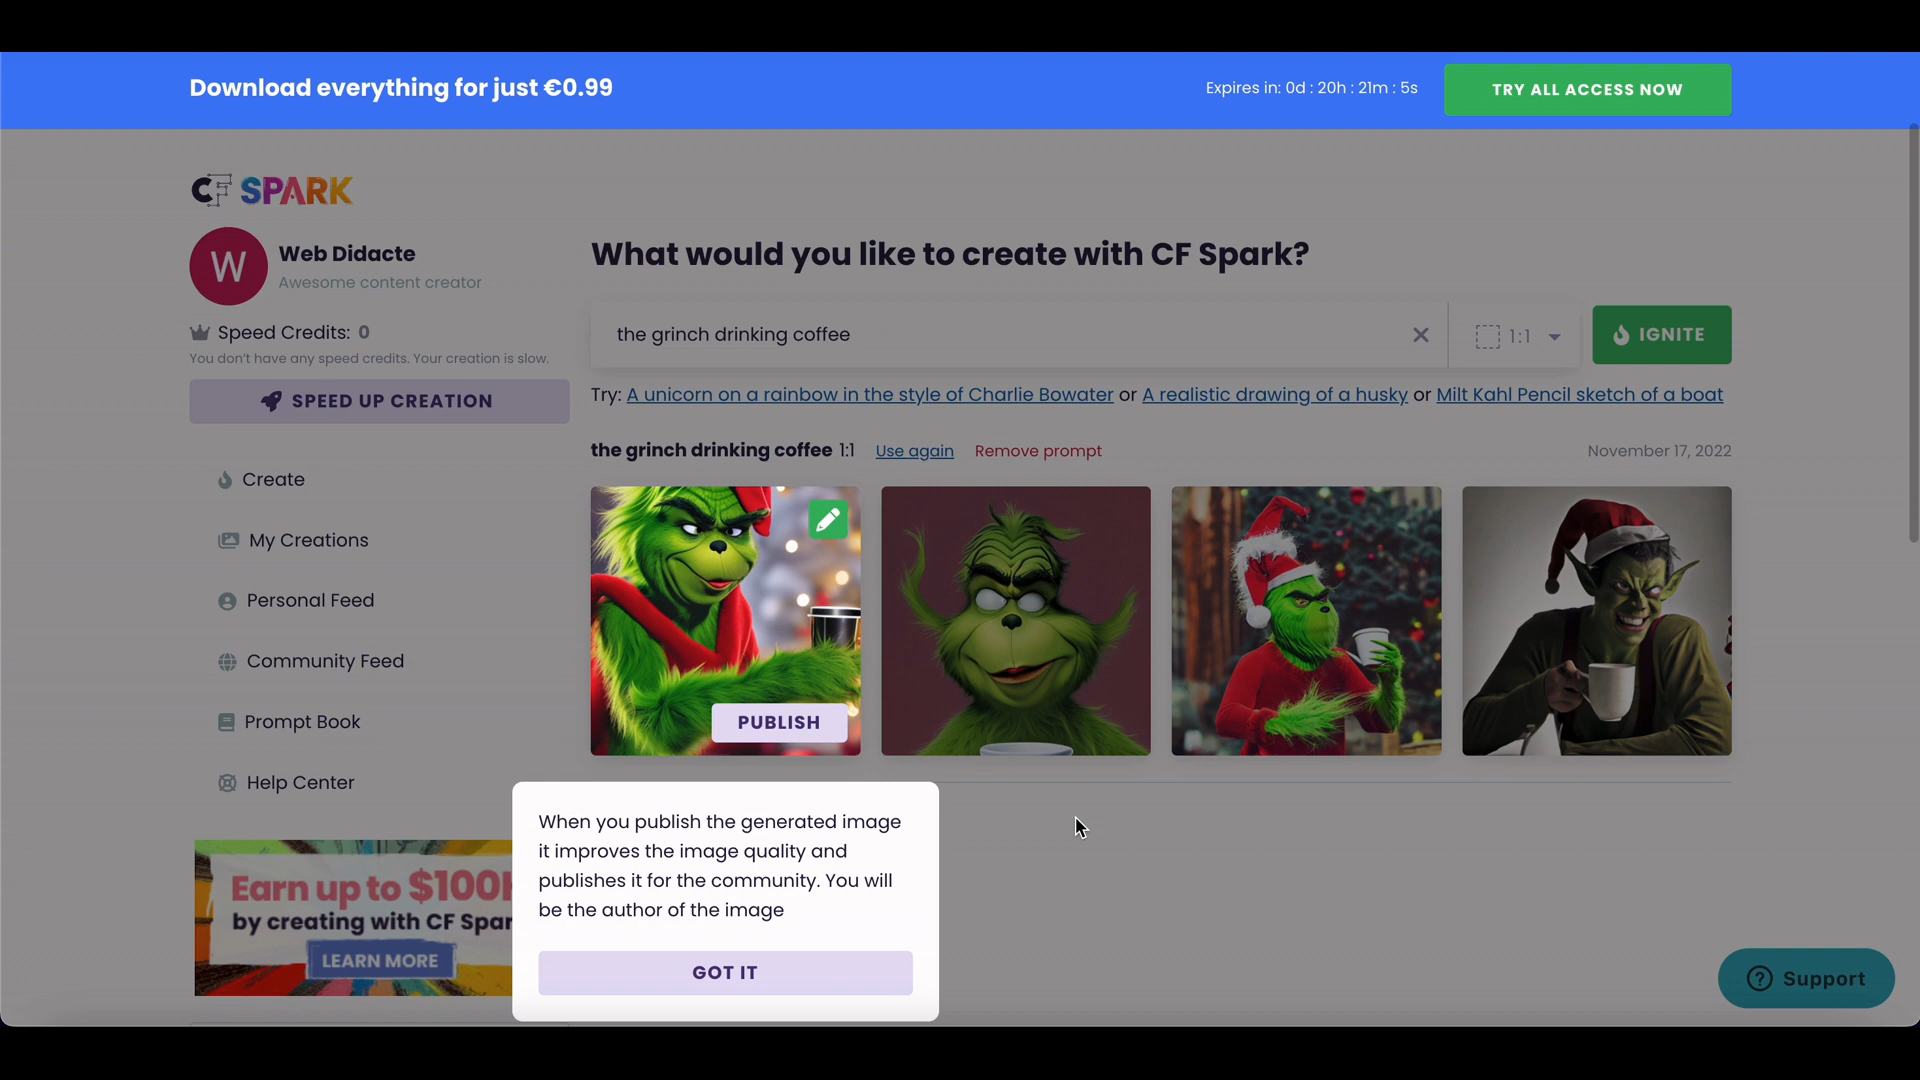 Download everything for just €0.99
Expires in: 0d : 20h : 21m : 5s
TRY ALL ACCESS NOW
CF SPARK
W
Web Didacte
Awesome content creator
Speed Credits: 0
You don't have any speed credits. Your creation is slow.
SPEED UP CREATION
Create
My Creations
Personal Feed
Community Feed
Prompt Book
Help Center
Earn up to $100
by creating with CF Spar
LEARN MORE
What would you like to create with CF Spark?
the grinch drinking coffee
1:1
IGNITE
Try: A unicorn on a rainbow in the style of Charlie Bowater or A realistic drawing of a husky or Milt Kahl Pencil sketch of a boat
the grinch drinking coffee 1:1 Use again Remove prompt November 17, 2022
PUBLISH
When you publish the generated image
it improves the image quality and
publishes it for the community. You will
be the author of the image
GOT IT
Support